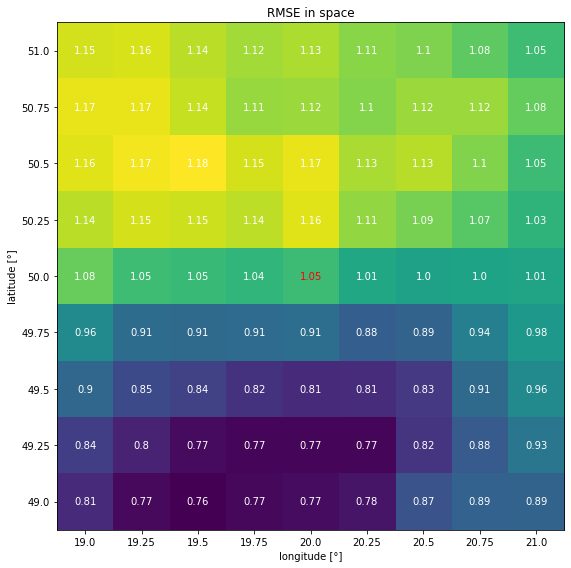 RMSE in space
51.0 1.15 1.16 1.14 1.12 1.13 1.11 1.1 1.08 1.05
50.75 1.17 1.17 1.14 1.11 1.12 1.1 1.12 1.12 1.08
50.5 1.16 1.17 1.18 1.15 1.17 1.13 1.13 1.1 1.05
50.25 1.14 1.15 1.15 1.14 1.16 1.11 1.09 1.07 1.03
latitude [°]
50.0 1.08 1.05 1.05 1.04 1.05 1.01 1.0 1.0 1.01
49.75 0.96 0.91 0.91 0.91 0.91 0.88 0.89 0.94 0.98
49.5 0.9 0.85 0.84 0.82 0.81 0.81 0.83 0.91 0.96
49.25 0.84 0.8 0.77 0.77 0.77 0.77 0.82 0.88 0.93
49.0 0.81 0.77 0.76 0.77 0.77 0.78 0.87 0.89 0.89
19.0 19.25 19.5 19.75 20.0 20.25 20.5 20.75 21.0
longitude [°]